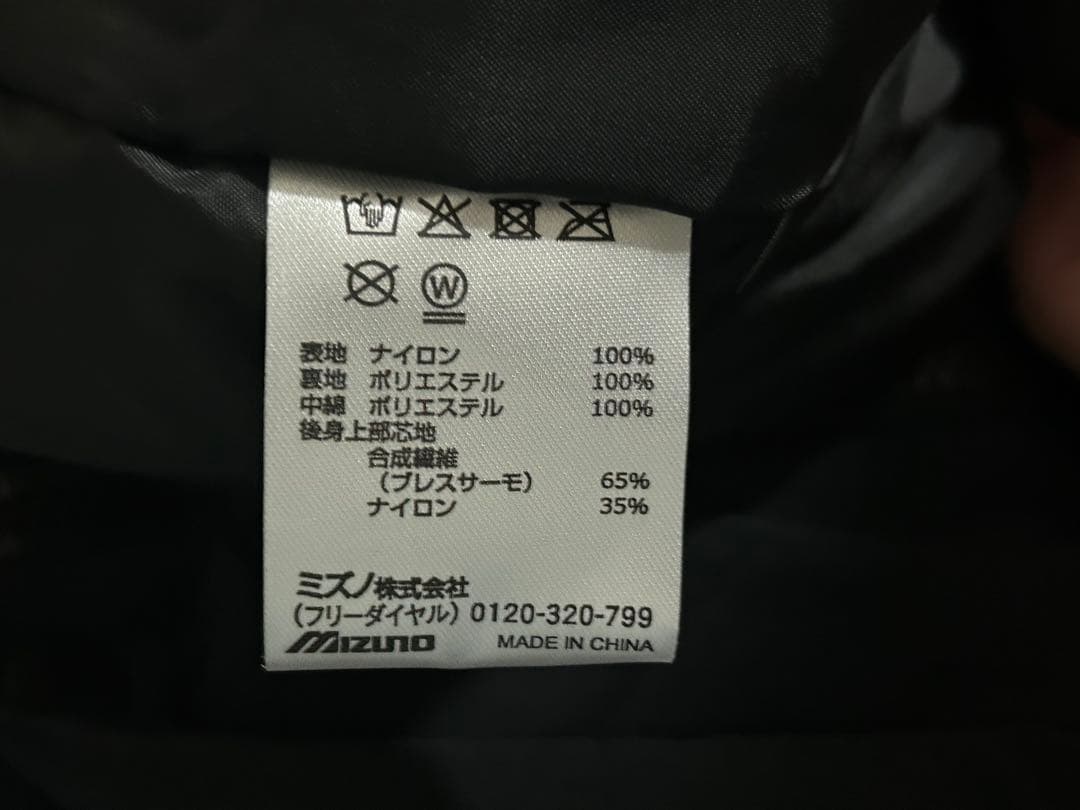 W
表地 ナイロン 100%
裏地 ポリエステル 100%
中綿 ポリエステル 100%
後身上部芯地
合成繊維
(ブレスサーモ) 65%
ナイロン 35%
ミズノ株式会社
(フリーダイヤル) 0120-320-799
MIZUNO MADE IN CHINA